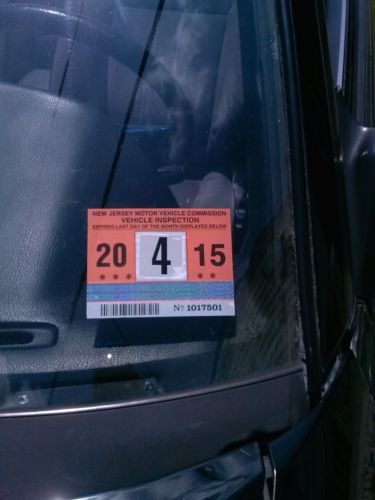 NEW JERSEY MOTOR VEHICLE COMMISSION
VEHICLE INSPECTION
EXPIRES LAST DAY OF THE MONTH DISPLAYED BELOW
20 4 15
*** **
No 1017501